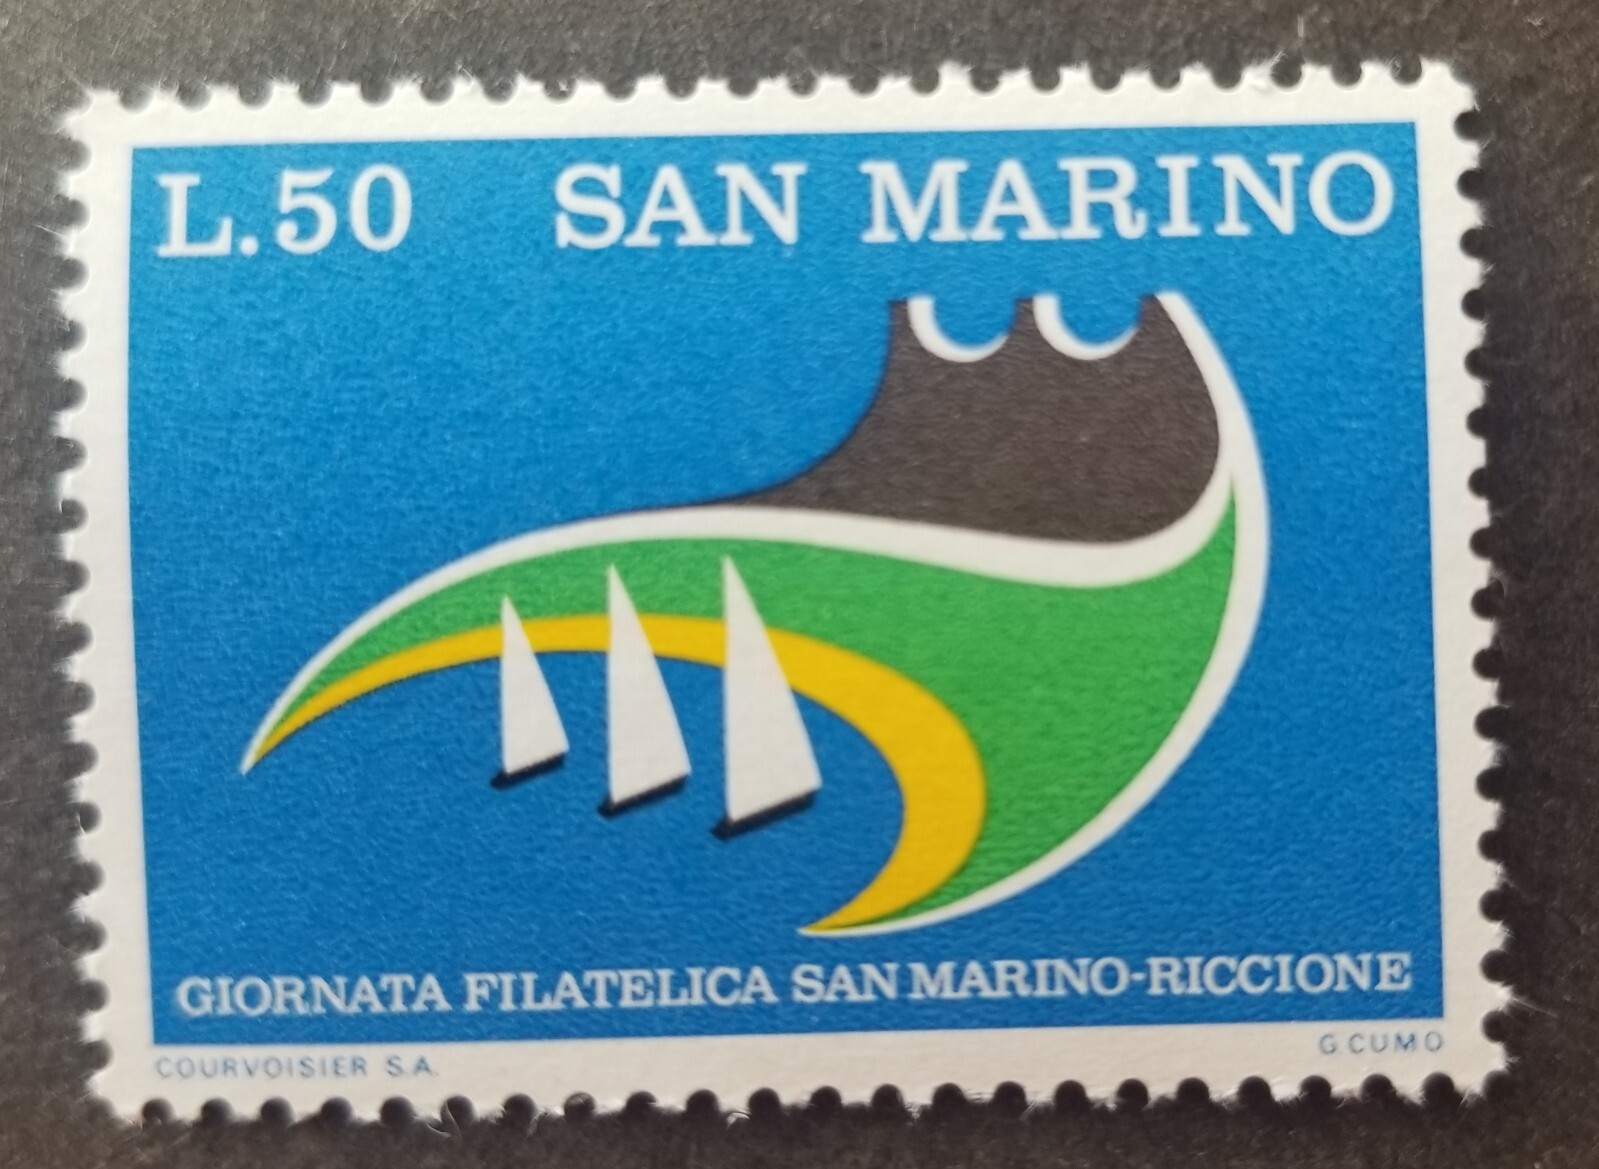 L.50 SAN MARINO
GIORNATA FILATELICA SAN MARINO-RICCIONE
COURVOISIER S.A. G CUMO